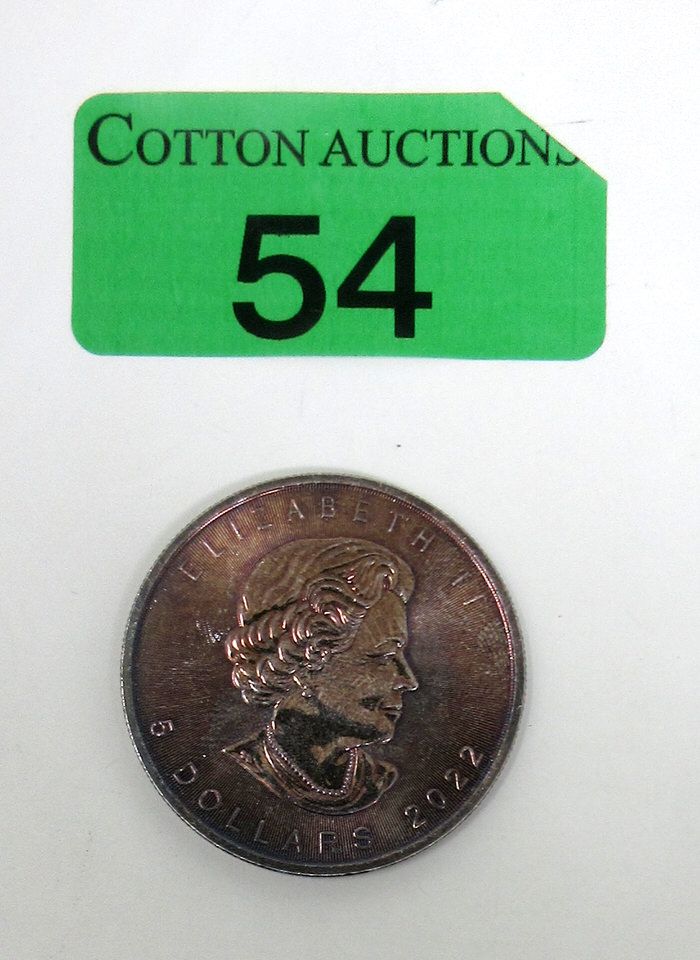 COTTON AUCTIONS
54
ELIZABETH II
5 DOLLARS 2022